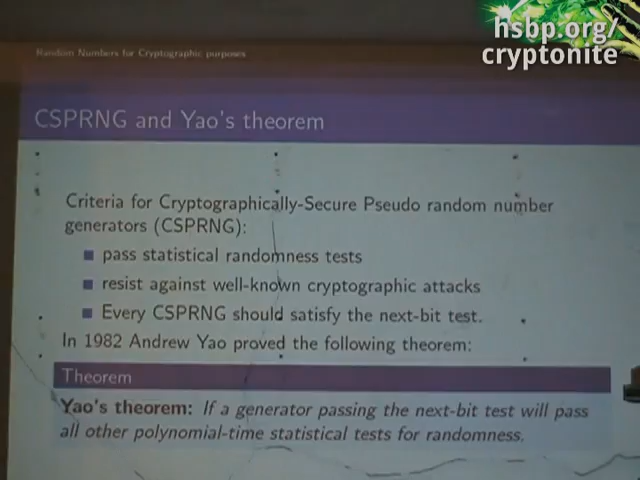 hsbp.org/
cryptonite
Random Numbers for Cryptographic purposes
CSPRNG and Yao's theorem
Criteria for Cryptographically-Secure Pseudo random number
generators (CSPRNG):
pass statistical randomness tests
resist against well-known cryptographic attacks
Every CSPRNG should satisfy the next-bit test.
In 1982 Andrew Yao proved the following theorem:
Theorem
Yao's theorem: If a generator passing the next-bit test will pass
all other polynomial-time statistical tests for randomness.